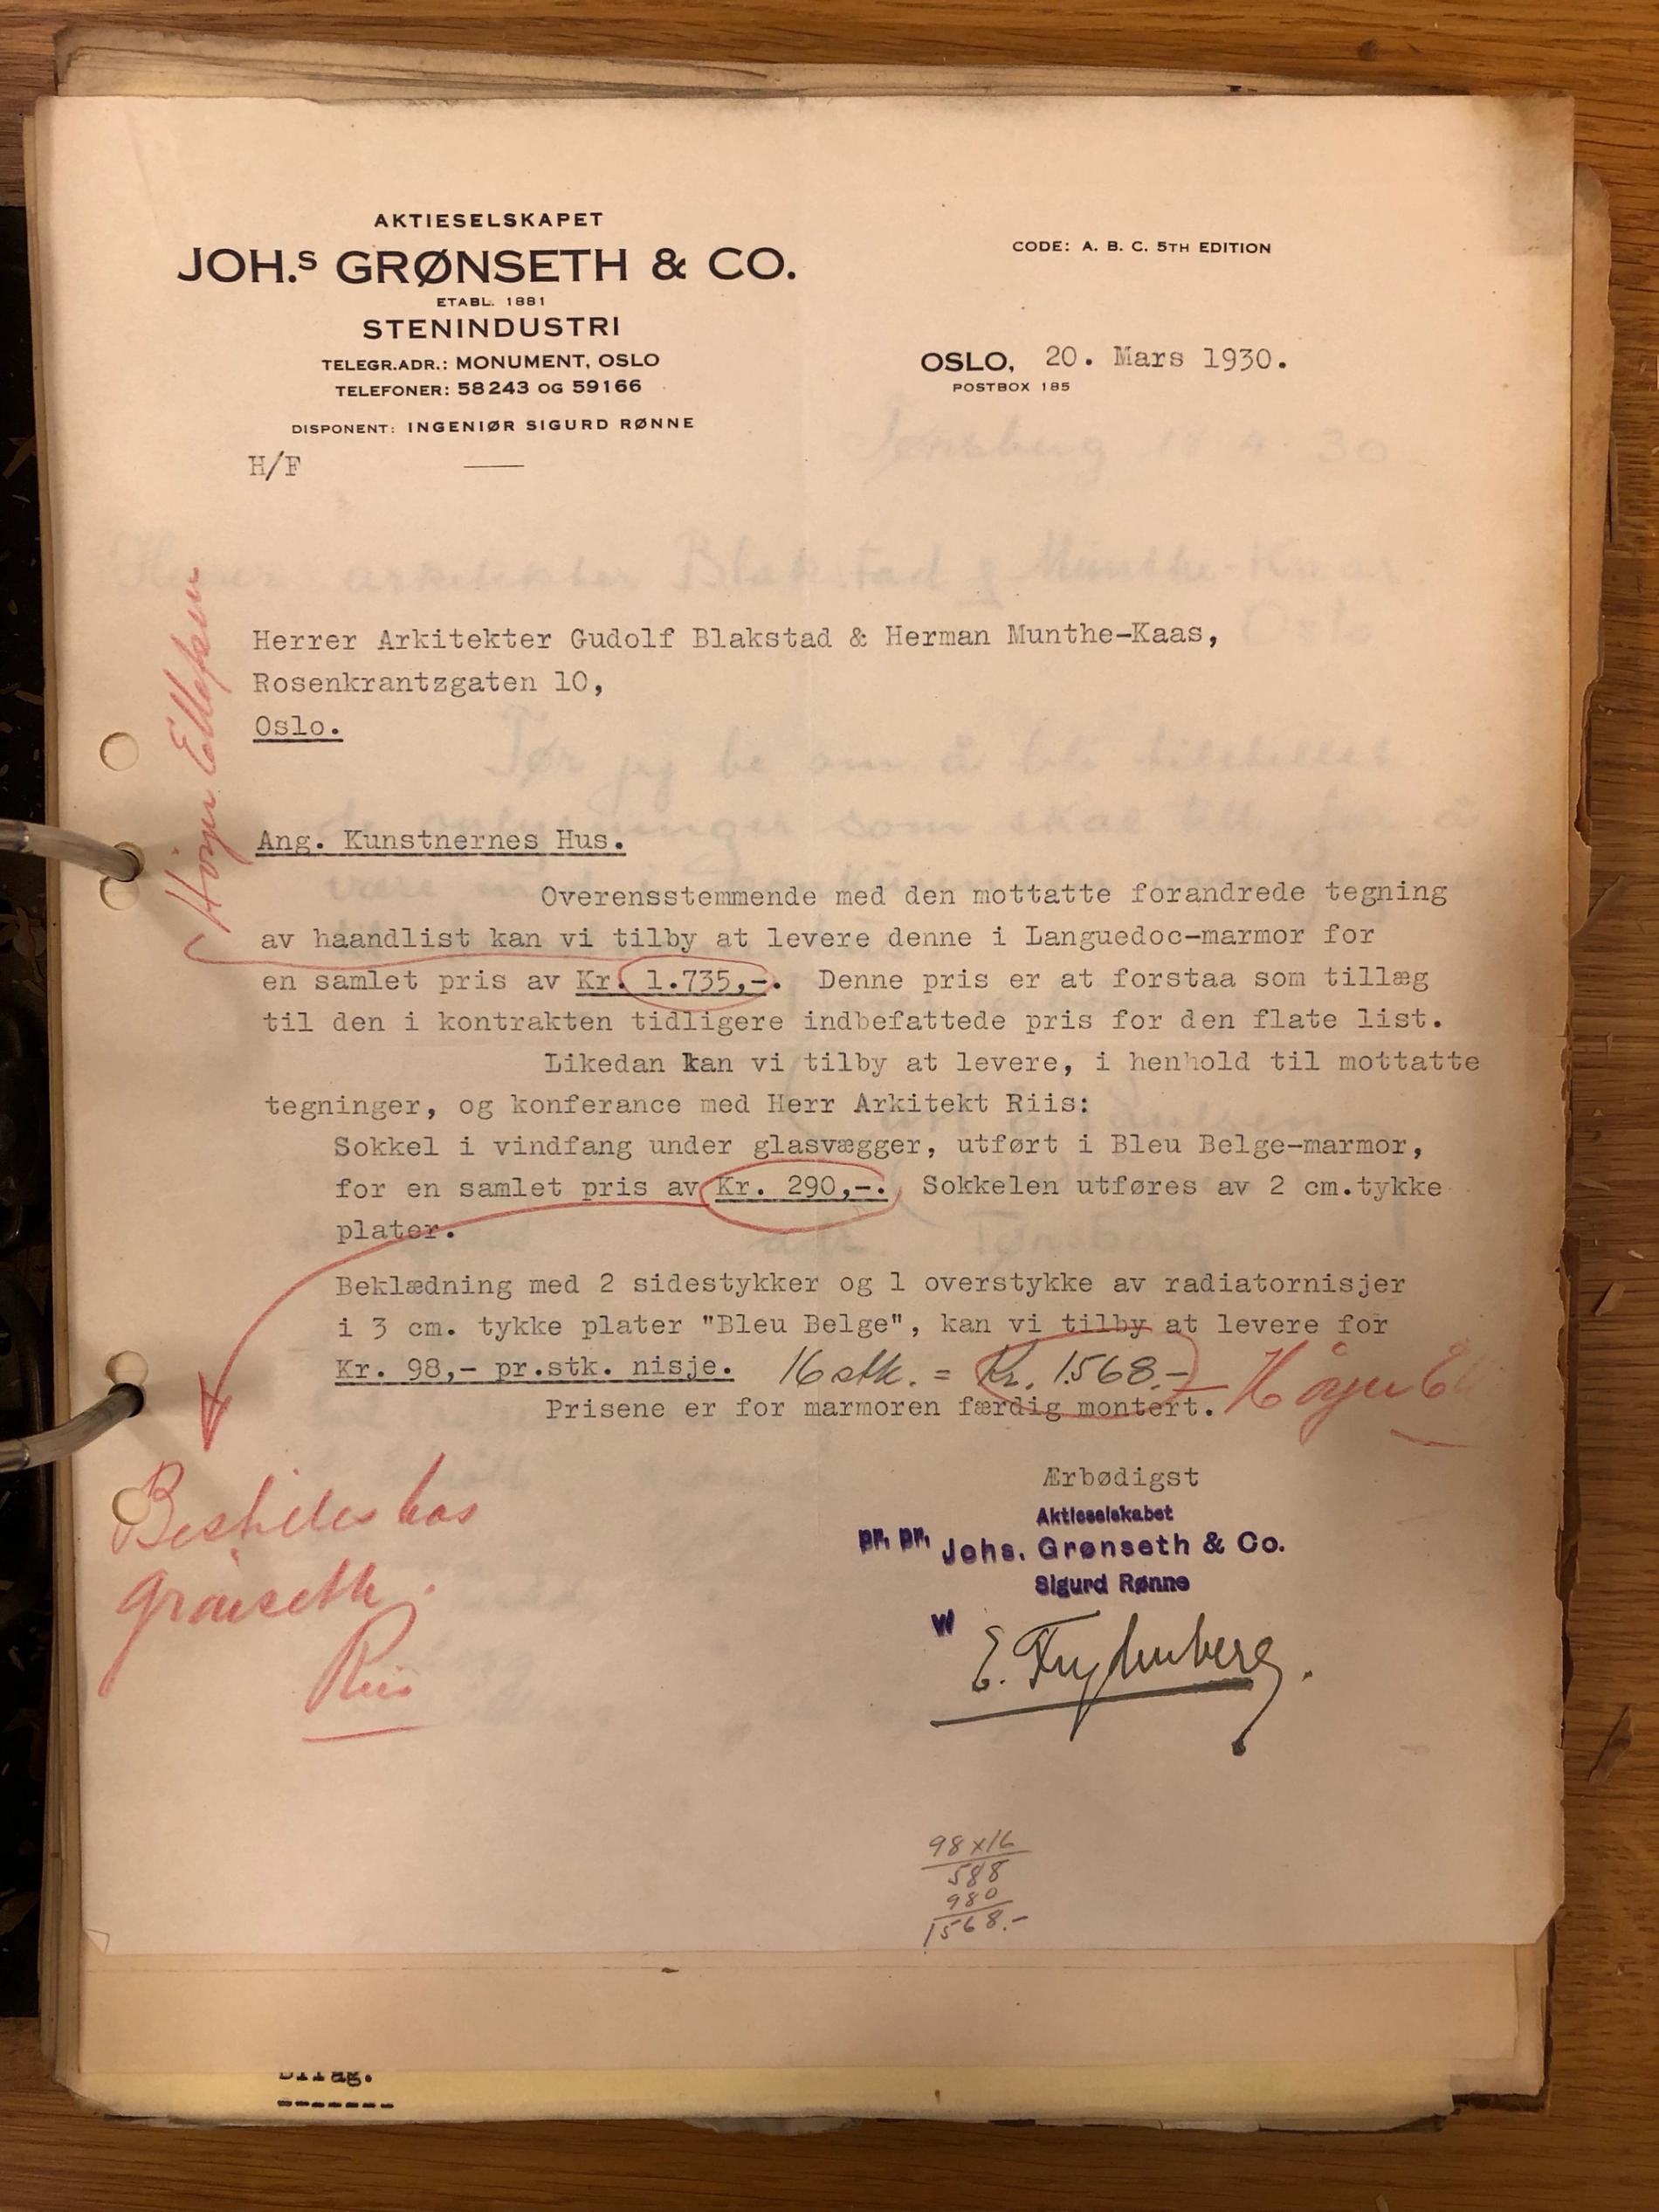 AKTIESELSKAPET
JOH.S GRØNSETH & CO.
ETABL. 1881
STENINDUSTRI
TELEGR.ADR.: MONUMENT, OSLO
TELEFONER: 58243 OG 59166
DISPONENT: INGENIØR SIGURD RØNNE
CODE: A. B. C. 5TH EDITION
OSLO, 20. Mars 1930.
POSTBOX 185
H/F
Herrer Arkitekter Gudolf Blakstad & Herman Munthe-Kaas,
Rosenkrantzgaten 10,
Oslo.
Ang. Kunstnernes Hus.
Overensstemmende med den mottatte forandrede tegning
av haandlist kan vi tilby at levere denne i Languedoc-marmor for
en samlet pris av Kr. 1.735,-. Denne pris er at forstaa som tillæg
til den i kontrakten tidligere indbefattede pris for den flate list.
Likedan kan vi tilby at levere, i henhold til mottatte
tegninger, og konferance med Herr Arkitekt Riis:
Sokkel i vindfang under glasvægger, utført i Bleu Belge-marmor,
for en samlet pris av Kr. 290,-. Sokkelen utføres av 2 cm.tykke
plater.
Beklædning med 2 sidestykker og 1 overstykke av radiatornisjer
i 3 cm. tykke plater "Bleu Belge", kan vi tilby at levere for
Kr. 98,- pr.stk. nisje. 16 stk. = Kr. 1.568.-
Prisene er for marmoren færdig montert.
Bestilles hos
Grønseth.
Riis
Ærbødigst
Aktieselskabet
pr. pr. Johs. Grønseth & Co.
Sigurd Rønne
98 x 16
588
980
1568.-